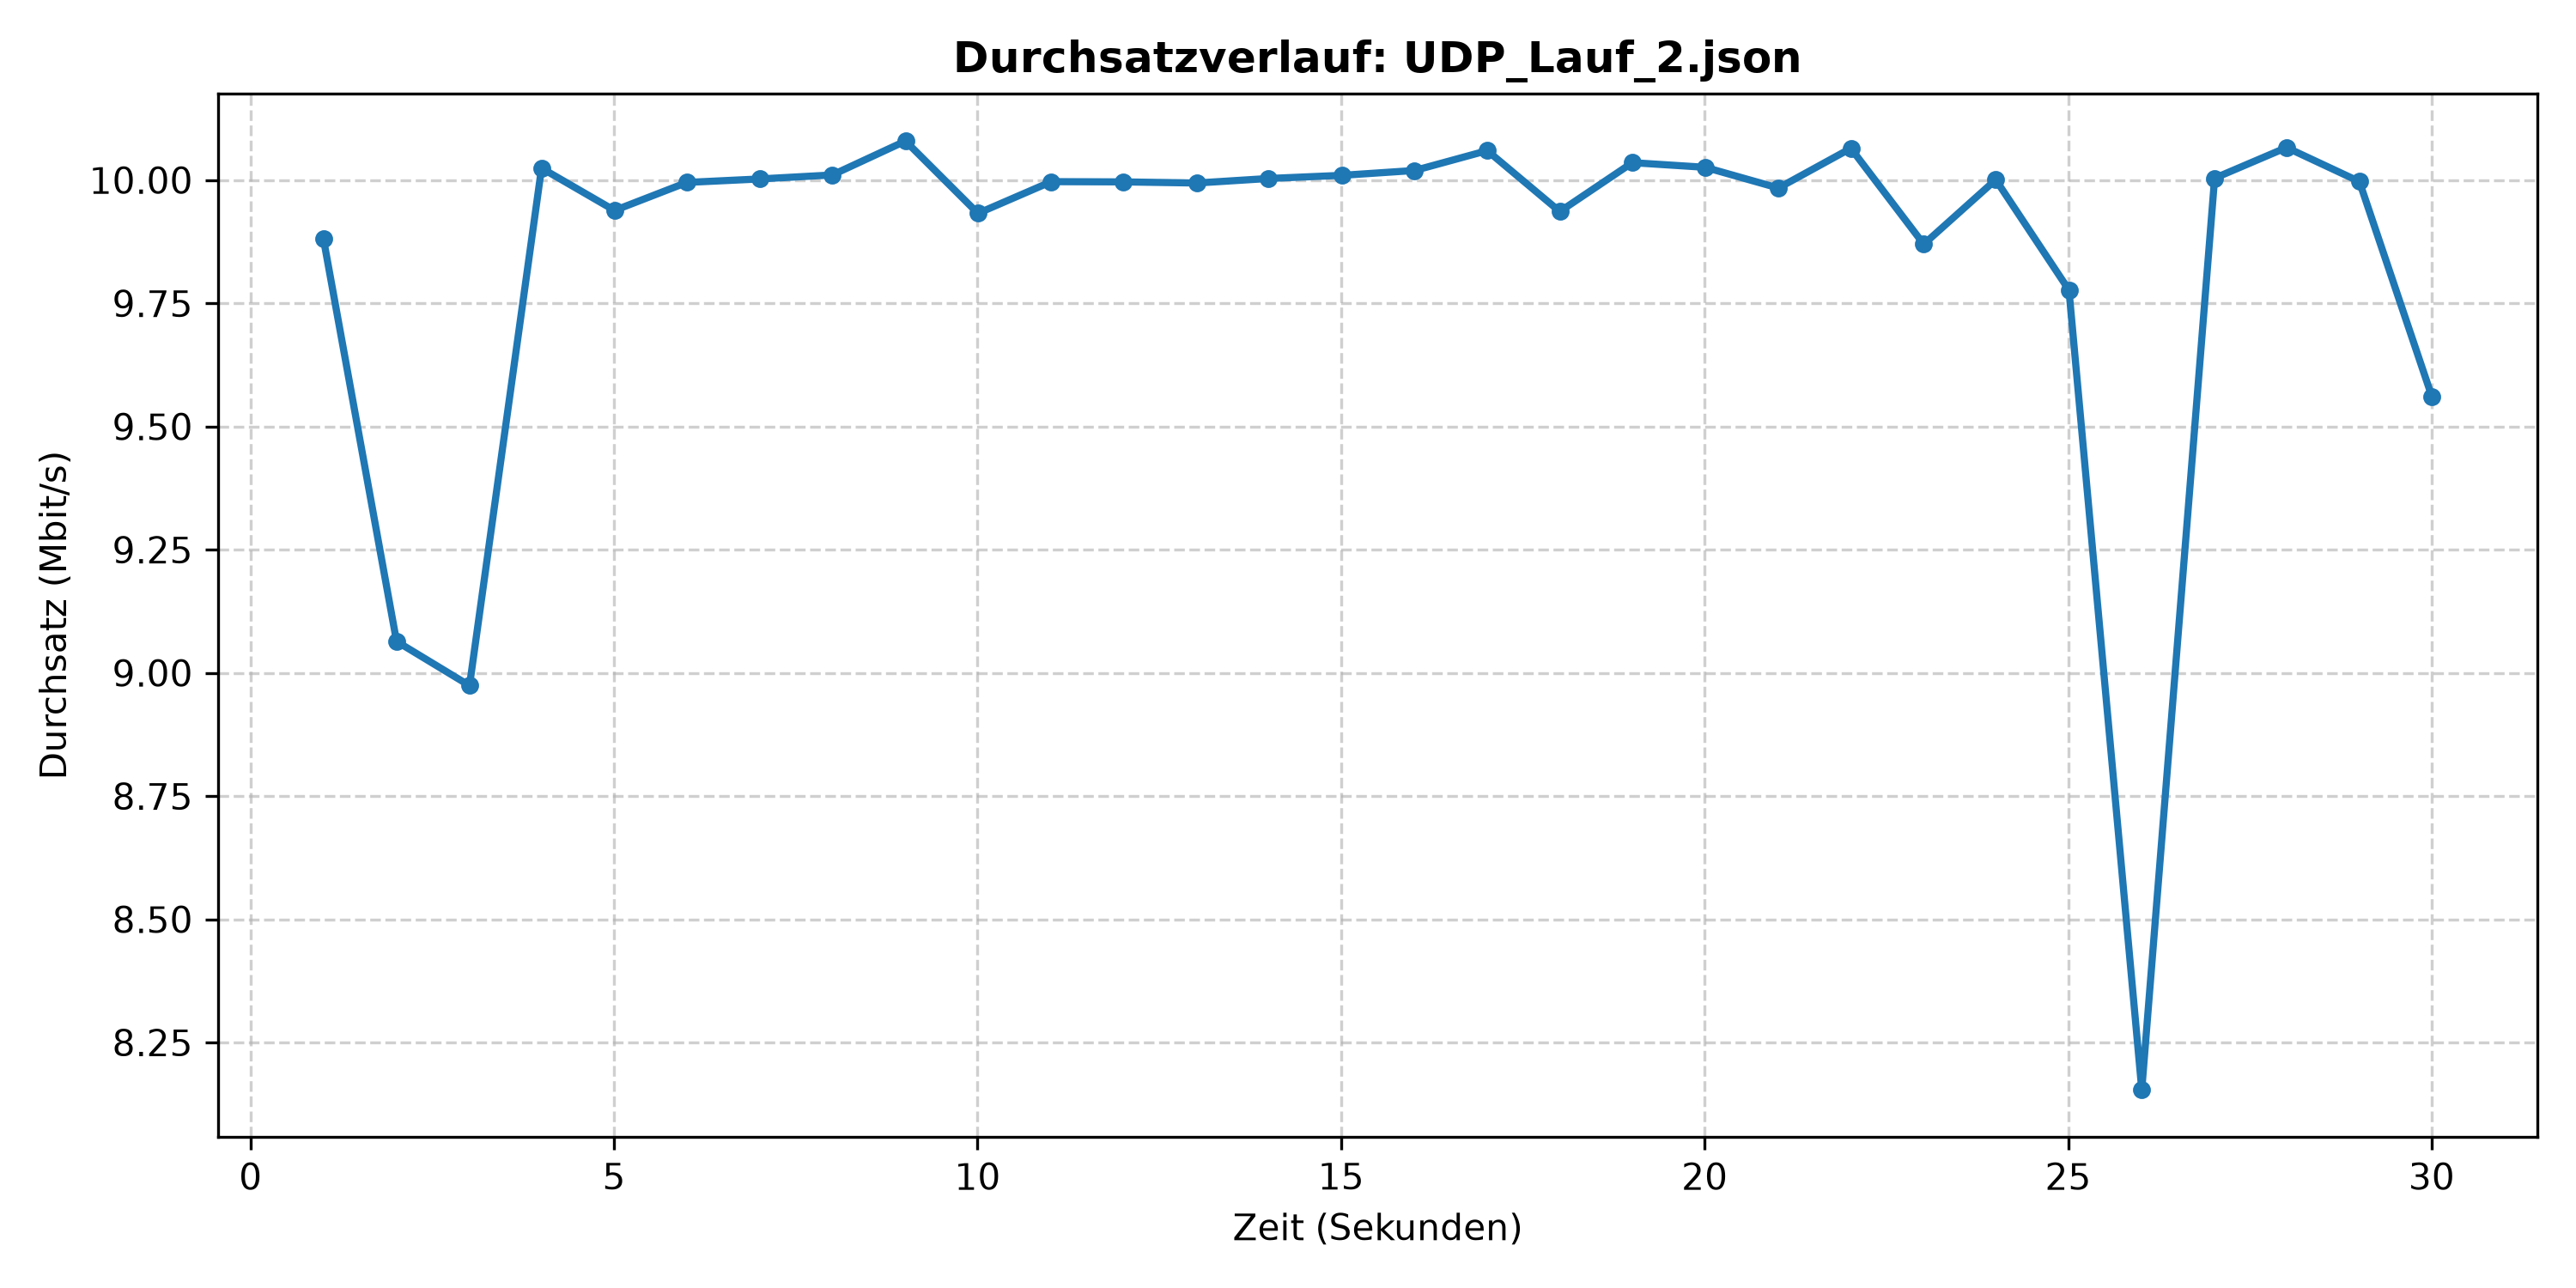 Durchsatzverlauf: UDP_Lauf_2.json
Durchsatz (Mbit/s)
10.00
9.75
9.50
9.25
9.00
8.75
8.50
8.25
0 5 10 15 20 25 30
Zeit (Sekunden)